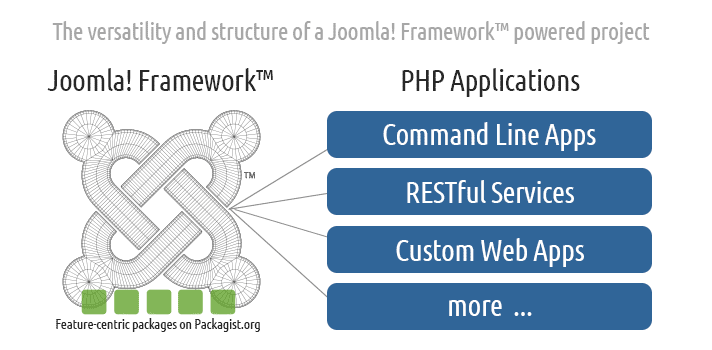 The versatility and structure of a Joomla! Framework™ powered project
Joomla! Framework™
PHP Applications
Command Line Apps
RESTful Services
Custom Web Apps
more ...
TM
Feature-centric packages on Packagist.org